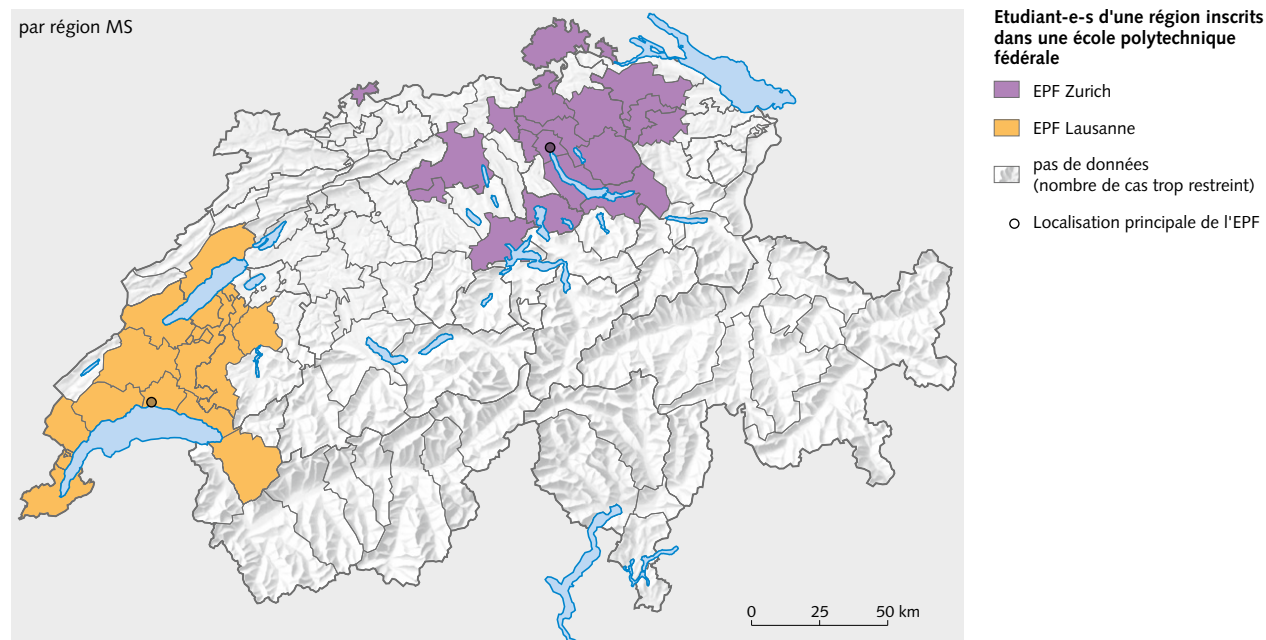 par région MS
Etudiant-e-s d'une région inscrits
dans une école polytechnique
fédérale
EPF Zurich
EPF Lausanne
pas de données
(nombre de cas trop restreint)
Localisation principale de l'EPF
0 25 50 km